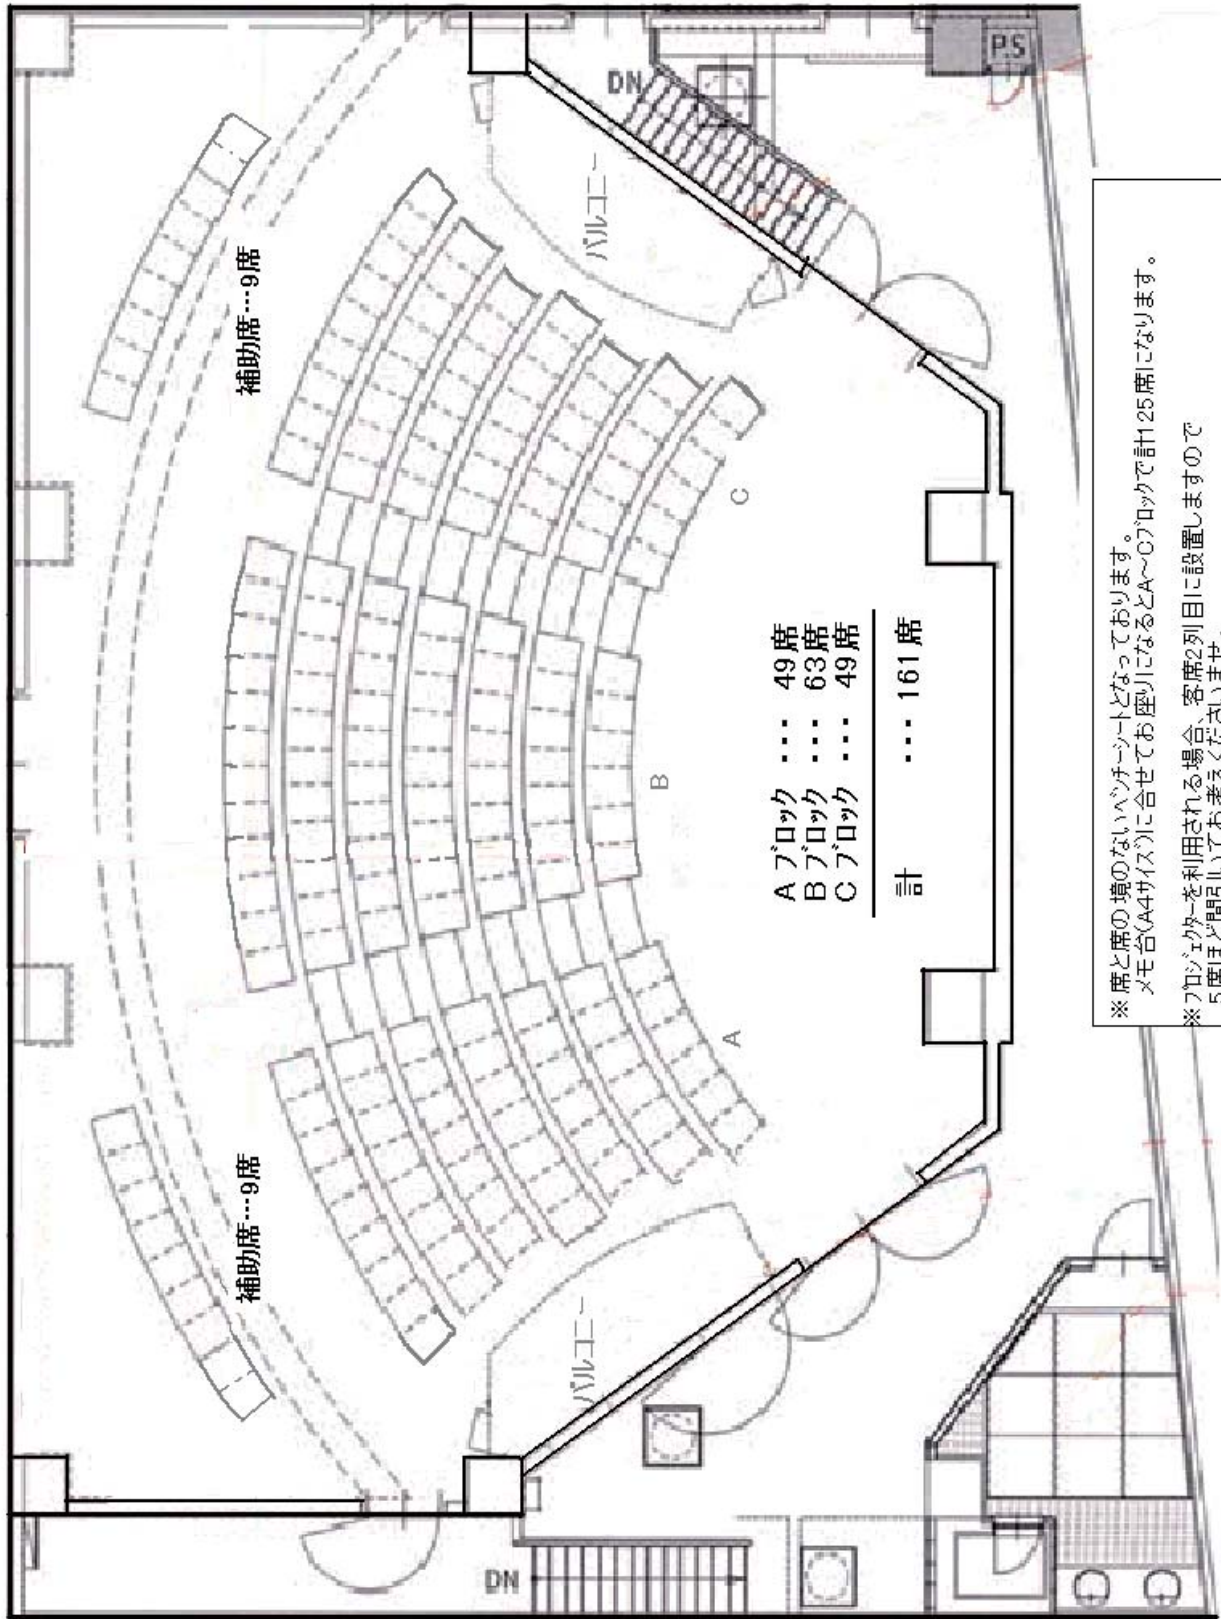 補助席…9席
補助席…9席
バルコニー
バルコニー
DN
DN
PS
A
B
C
A ブロック … 49席
B ブロック … 63席
C ブロック … 49席
計 … 161席
※席と席の境のないベンチーシートとなっております。
メモ台(A4サイズ)に合せてお座りになるとA～Cブロックで計125席になります。
※プロジェクターを利用される場合、客席2列目に設置しますので
5席ほど間引いてお考えくださいませ。